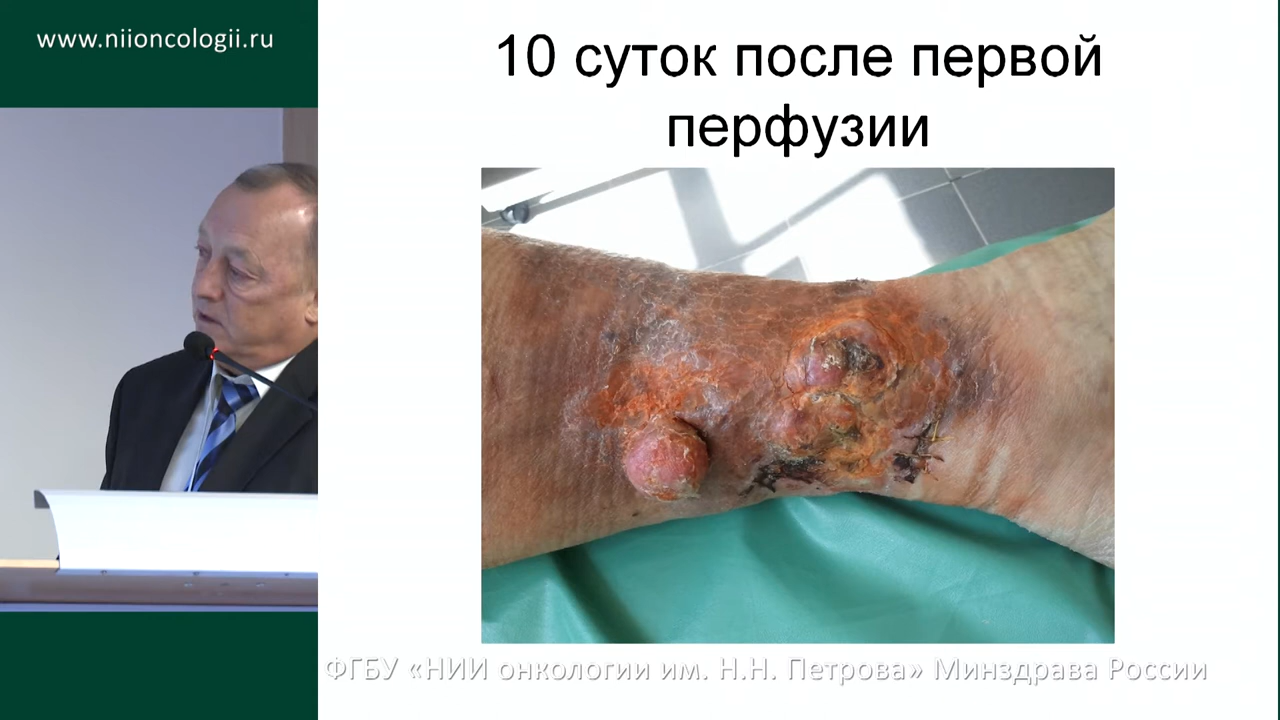 www.niioncologii.ru
10 суток после первой
перфузии
ФГБУ «НИИ онкологии им. Н.Н. Петрова» Минздрава России